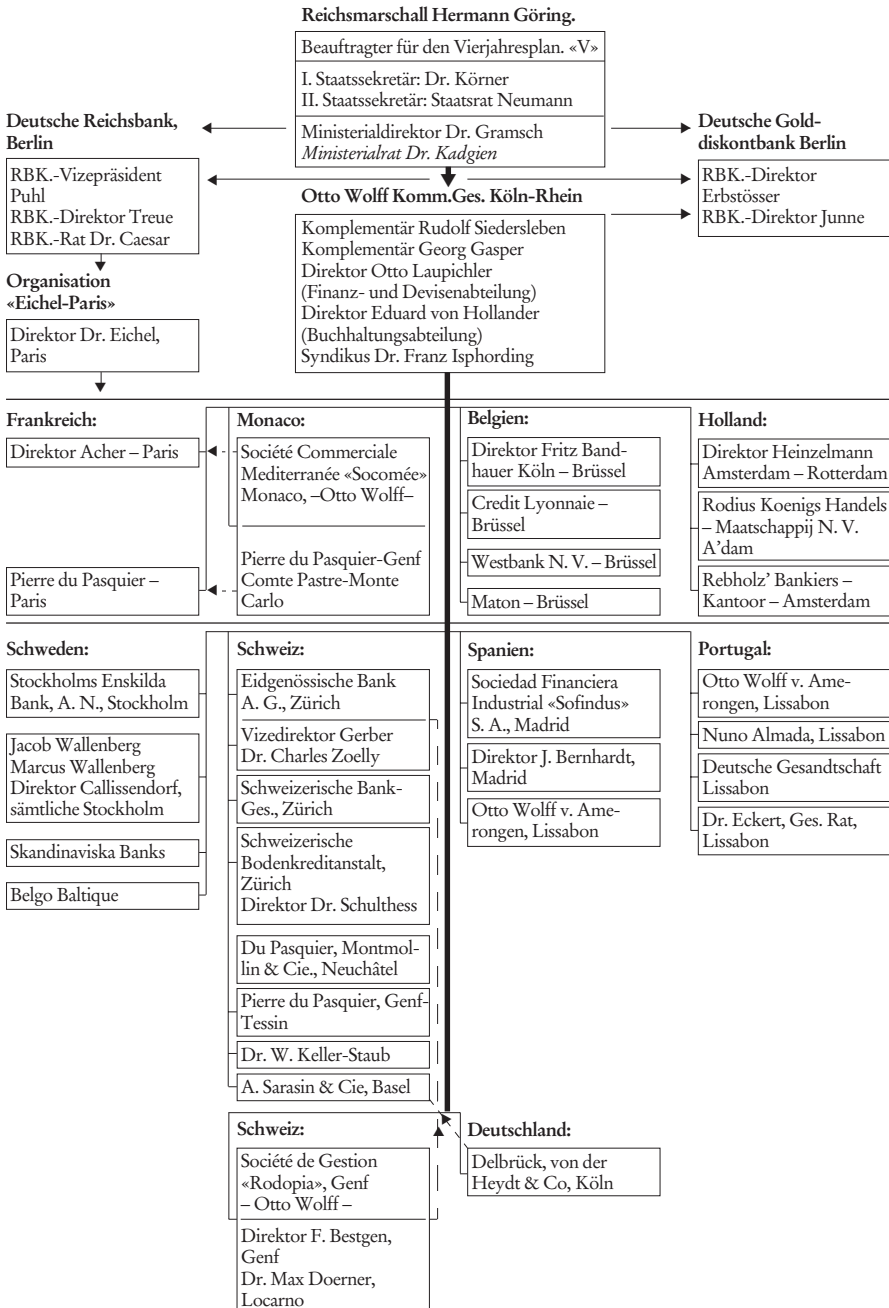 Reichsmarschall Hermann Göring.
Beauftragter für den Vierjahresplan. «V»
I. Staatssekretär: Dr. Körner
II. Staatssekretär: Staatsrat Neumann
Ministerialdirektor Dr. Gramsch
Ministerialrat Dr. Kadgien
Deutsche Reichsbank,
Berlin
RBK.-Vizepräsident
Puhl
RBK.-Direktor Treue
RBK.-Rat Dr. Caesar
Deutsche Gold-
diskontbank Berlin
RBK.-Direktor
Erbstösser
RBK.-Direktor Junne
Otto Wolff Komm.Ges. Köln-Rhein
Komplementär Rudolf Siedersleben
Komplementär Georg Gasper
Direktor Otto Laupichler
(Finanz- und Devisenabteilung)
Direktor Eduard von Hollander
(Buchhaltungsabteilung)
Syndikus Dr. Franz Isphording
Organisation
«Eichel-Paris»
Direktor Dr. Eichel,
Paris
Frankreich:
Direktor Acher – Paris
Pierre du Pasquier –
Paris
Monaco:
Société Commerciale
Mediterranée «Socomée»
Monaco, –Otto Wolff–
Pierre du Pasquier-Genf
Comte Pastre-Monte
Carlo
Belgien:
Direktor Fritz Band-
hauer Köln – Brüssel
Credit Lyonnaie –
Brüssel
Westbank N. V. – Brüssel
Maton – Brüssel
Holland:
Direktor Heinzelmann
Amsterdam – Rotterdam
Rodius Koenigs Handels
– Maatschappij N. V.
A'dam
Rebholz' Bankiers –
Kantoor – Amsterdam
Schweden:
Stockholms Enskilda
Bank, A. N., Stockholm
Jacob Wallenberg
Marcus Wallenberg
Direktor Callissendorf,
sämtliche Stockholm
Skandinaviska Banks
Belgo Baltique
Schweiz:
Eidgenössische Bank
A. G., Zürich
Vizedirektor Gerber
Dr. Charles Zoelly
Schweizerische Bank-
Ges., Zürich
Schweizerische
Bodenkreditanstalt,
Zürich
Direktor Dr. Schulthess
Du Pasquier, Montmol-
lin & Cie., Neuchâtel
Pierre du Pasquier, Genf-
Tessin
Dr. W. Keller-Staub
A. Sarasin & Cie, Basel
Spanien:
Sociedad Financiera
Industrial «Sofindus»
S. A., Madrid
Direktor J. Bernhardt,
Madrid
Otto Wolff v. Ame-
rongen, Lissabon
Portugal:
Otto Wolff v. Ame-
rongen, Lissabon
Nuno Almada, Lissabon
Deutsche Gesandtschaft
Lissabon
Dr. Eckert, Ges. Rat,
Lissabon
Schweiz:
Société de Gestion
«Rodopia», Genf
– Otto Wolff –
Direktor F. Bestgen,
Genf
Dr. Max Doerner,
Locarno
Deutschland:
Delbrück, von der
Heydt & Co, Köln